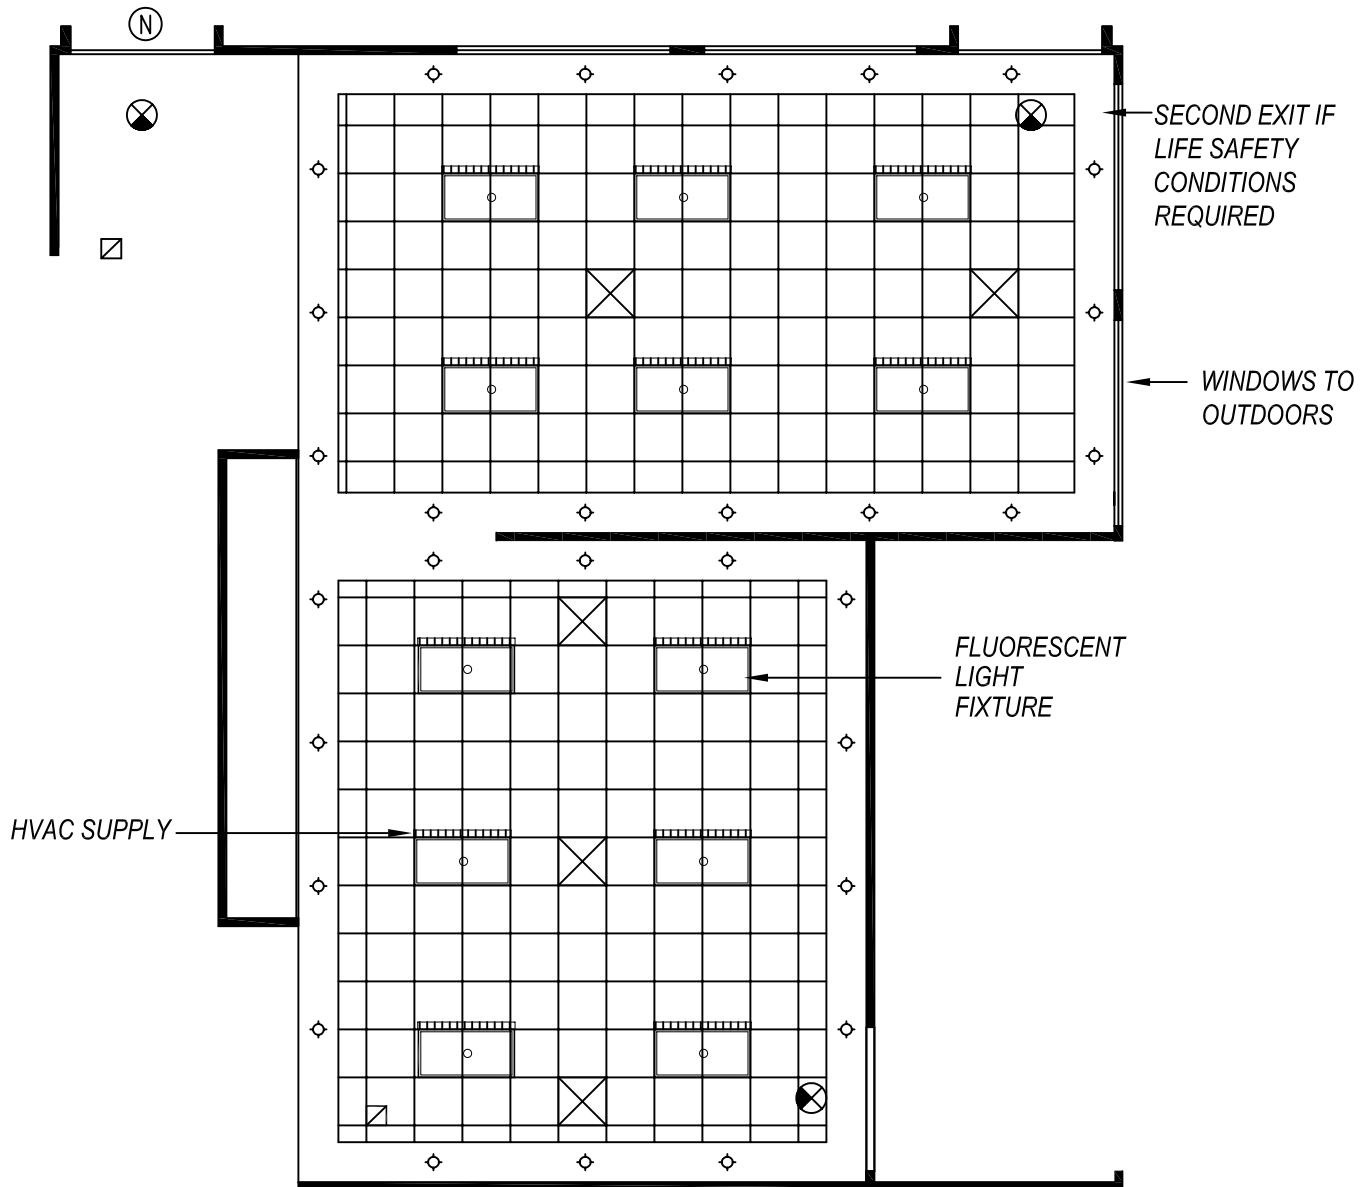 N
SECOND EXIT IF
LIFE SAFETY
CONDITIONS
REQUIRED
WINDOWS TO
OUTDOORS
FLUORESCENT
LIGHT
FIXTURE
HVAC SUPPLY